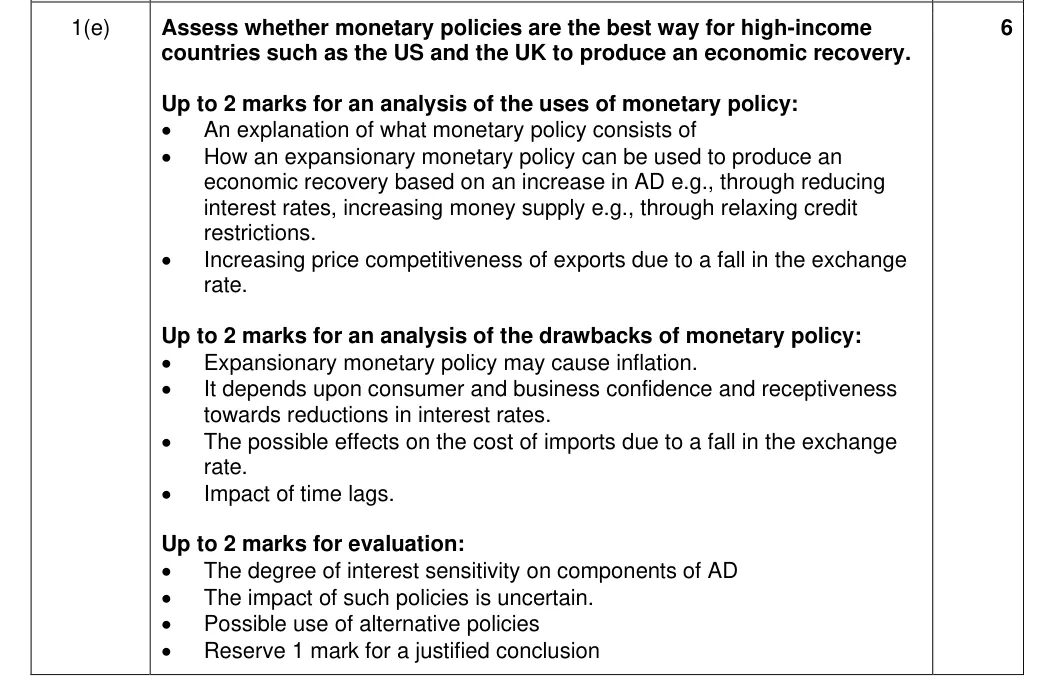 1(e)
Assess whether monetary policies are the best way for high-income
6
countries such as the US and the UK to produce an economic recovery.
Up to 2 marks for an analysis of the uses of monetary policy:
• An explanation of what monetary policy consists of
• How an expansionary monetary policy can be used to produce an
economic recovery based on an increase in AD e.g., through reducing
interest rates, increasing money supply e.g., through relaxing credit
restrictions.
• Increasing price competitiveness of exports due to a fall in the exchange
rate.
Up to 2 marks for an analysis of the drawbacks of monetary policy:
• Expansionary monetary policy may cause inflation.
• It depends upon consumer and business confidence and receptiveness
towards reductions in interest rates.
• The possible effects on the cost of imports due to a fall in the exchange
rate.
• Impact of time lags.
Up to 2 marks for evaluation:
• The degree of interest sensitivity on components of AD
• The impact of such policies is uncertain.
• Possible use of alternative policies
• Reserve 1 mark for a justified conclusion